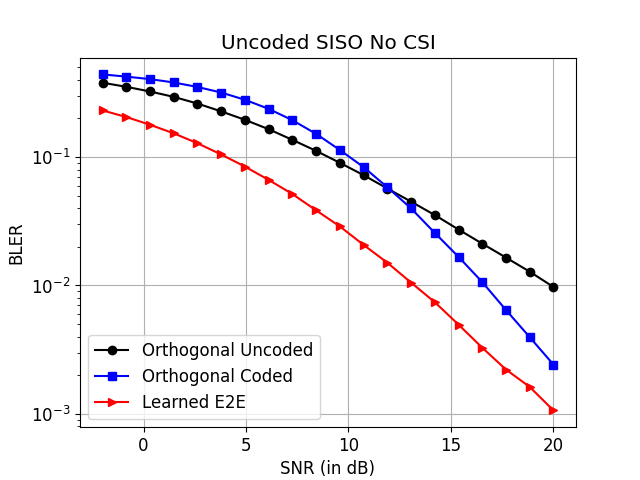 Uncoded SISO No CSI
BLER
10⁻¹
10⁻²
10⁻³
Orthogonal Uncoded
Orthogonal Coded
Learned E2E
0 5 10 15 20
SNR (in dB)